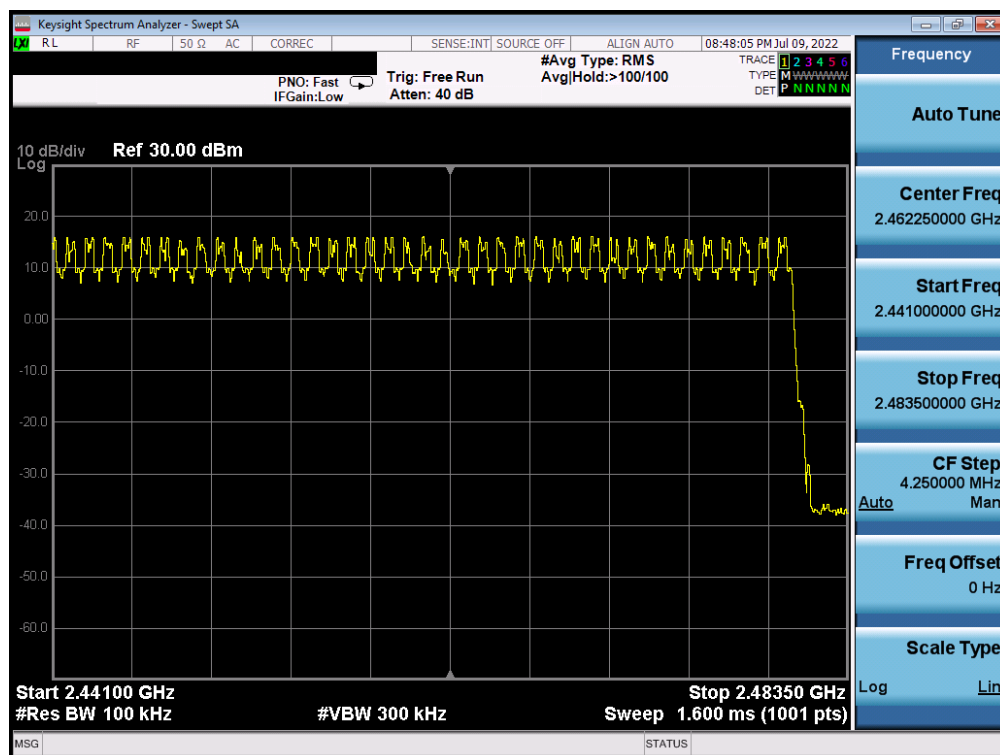 Keysight Spectrum Analyzer - Swept SA
LXI RL RF 50 Ω AC CORREC SENSE:INT SOURCE OFF ALIGN AUTO 08:48:05 PM Jul 09, 2022
PNO: Fast
IFGain:Low
Trig: Free Run
Atten: 40 dB
#Avg Type: RMS
Avg|Hold:>100/100
TRACE 1 2 3 4 5 6
TYPE M WWWWW
DET P N N N N N
10 dB/div
Log
Ref 30.00 dBm
20.0
10.0
0.00
-10.0
-20.0
-30.0
-40.0
-50.0
-60.0
Start 2.44100 GHz
Stop 2.48350 GHz
#Res BW 100 kHz
#VBW 300 kHz
Sweep 1.600 ms (1001 pts)
MSG
STATUS
Frequency
Auto Tune
Center Freq
2.462250000 GHz
Start Freq
2.441000000 GHz
Stop Freq
2.483500000 GHz
CF Step
4.250000 MHz
Auto Man
Freq Offset
0 Hz
Scale Type
Log Lin